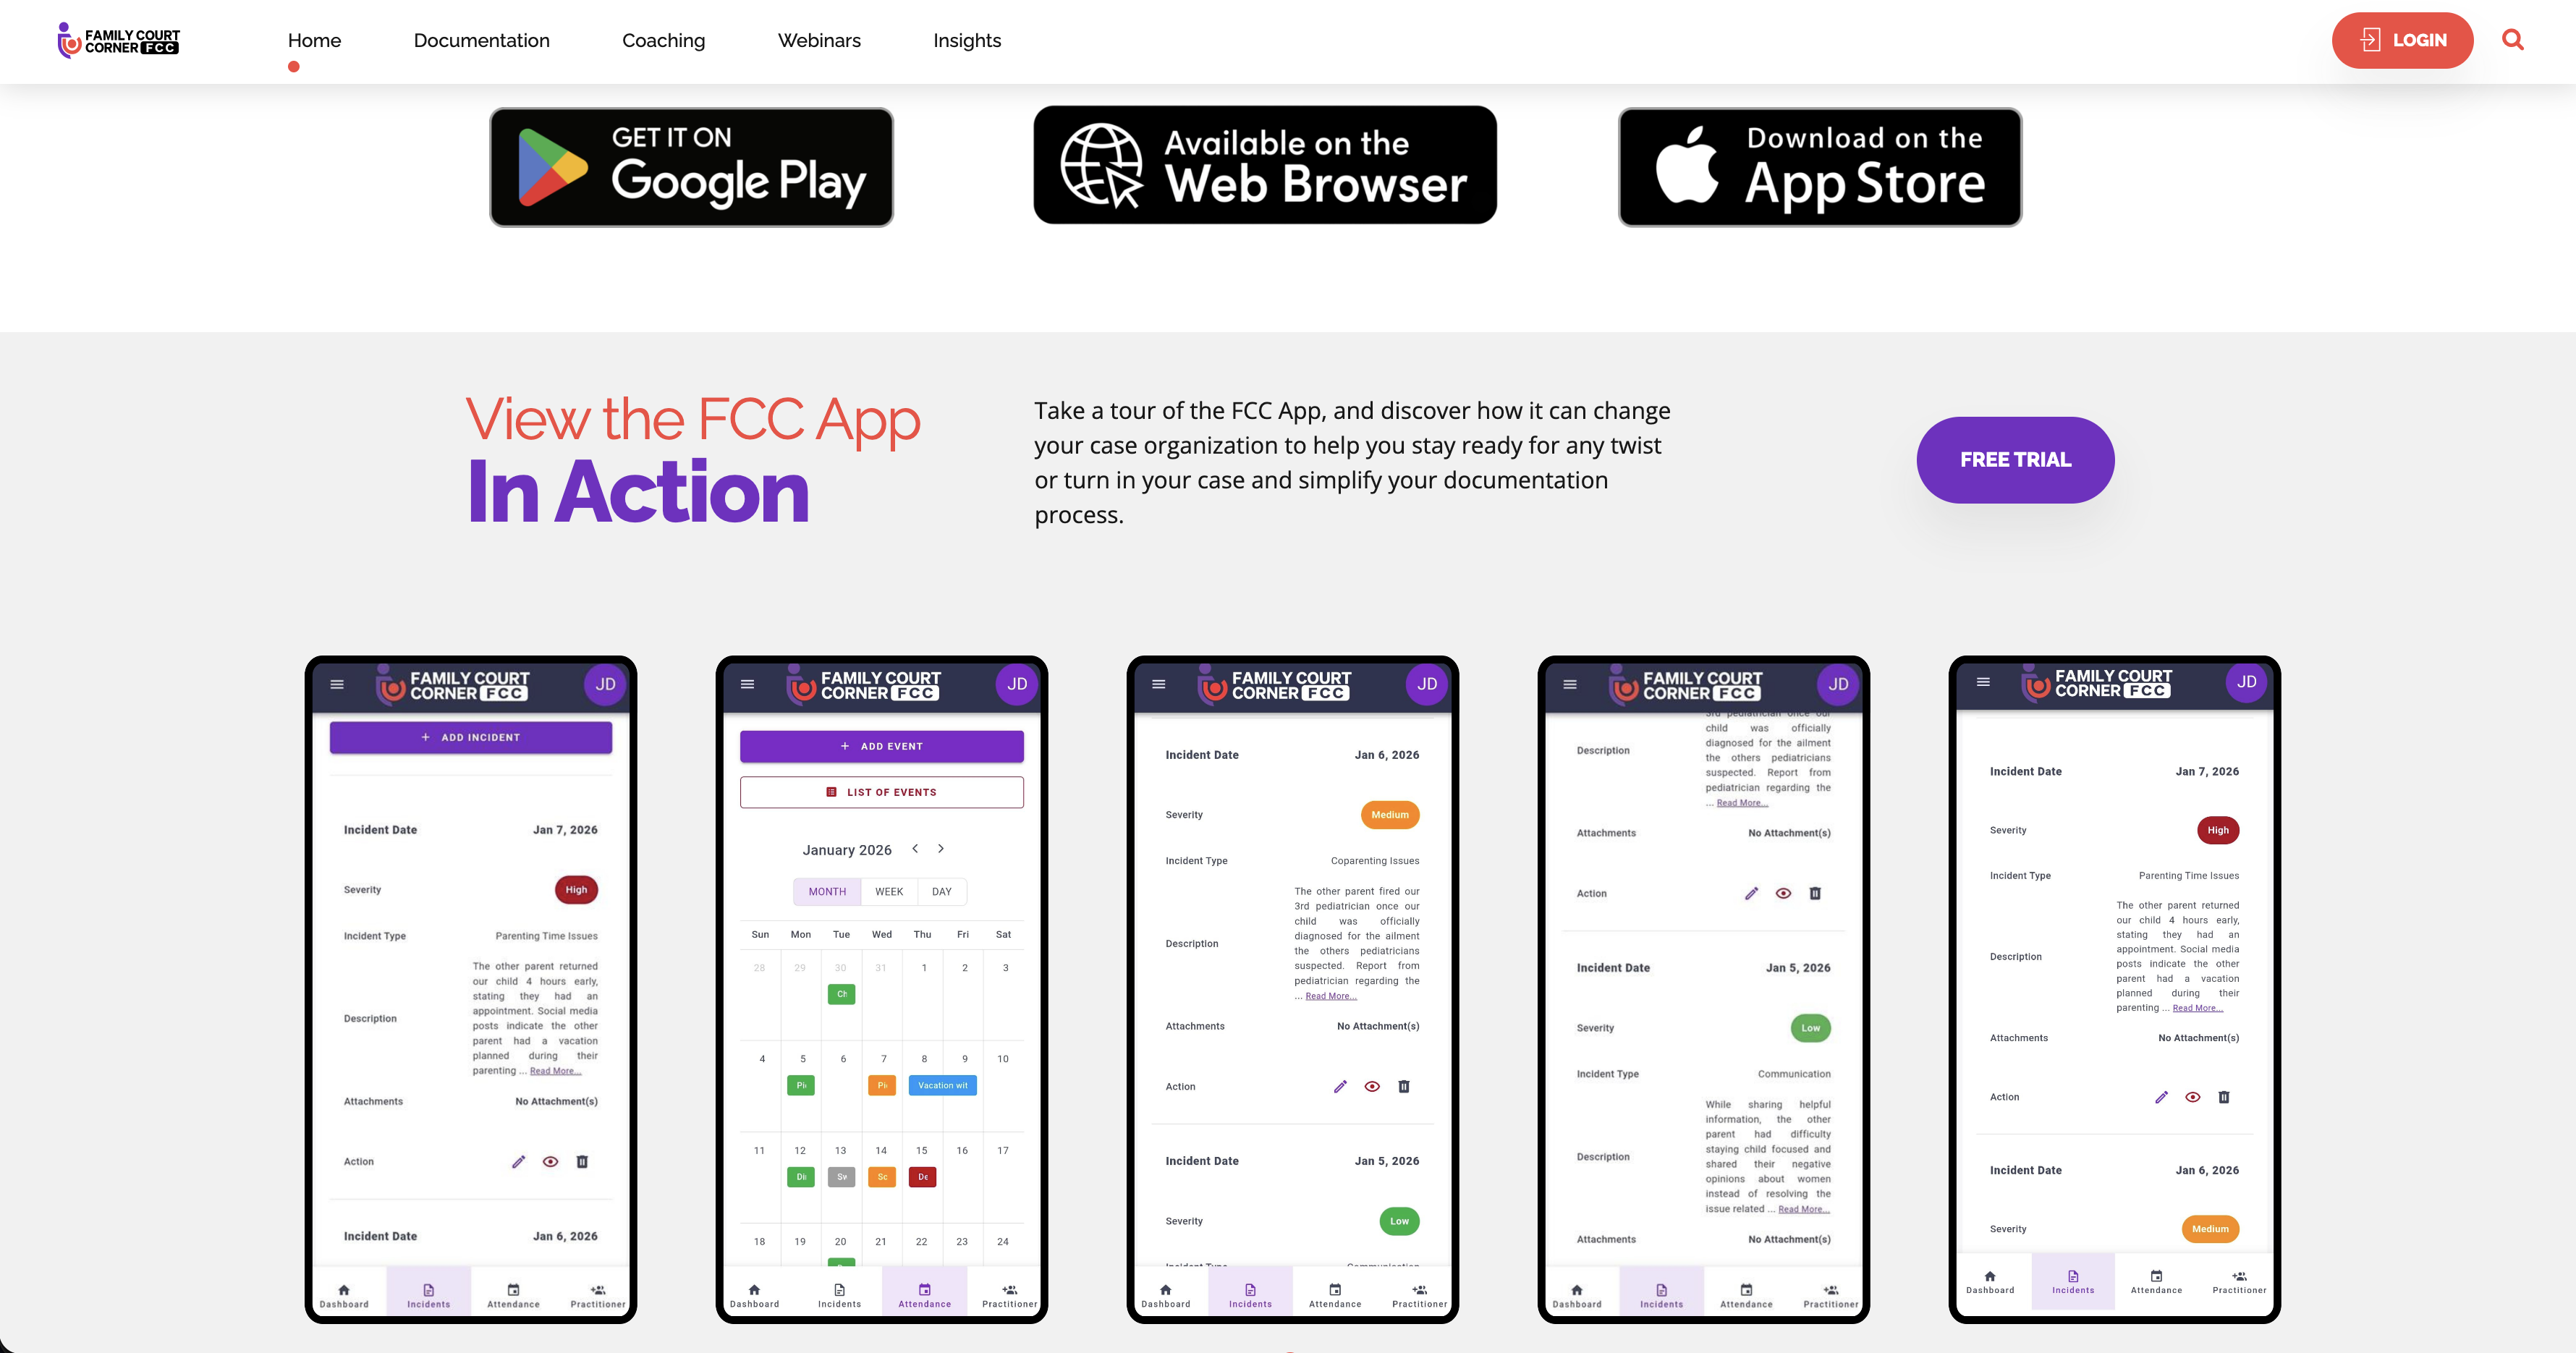 FAMILY COURT
CORNER FCC
Home
Documentation
Coaching
Webinars
Insights
LOGIN
GET IT ON
Google Play
Available on the
Web Browser
Download on the
App Store
View the FCC App
In Action
Take a tour of the FCC App, and discover how it can change
your case organization to help you stay ready for any twist
or turn in your case and simplify your documentation
process.
FREE TRIAL
FAMILY COURT
CORNER FCC
JD
+ ADD INCIDENT
Incident Date Jan 7, 2026
Severity High
Incident Type Parenting Time Issues
Description
The other parent returned
our child 4 hours early,
stating they had an
appointment. Social media
posts indicate the other
parent had a vacation
planned during their
parenting ... Read More...
Attachments No Attachment(s)
Action
Incident Date Jan 6, 2026
Dashboard Incidents Attendance Practitioner
FAMILY COURT
CORNER FCC
JD
+ ADD EVENT
LIST OF EVENTS
January 2026
MONTH WEEK DAY
Sun Mon Tue Wed Thu Fri Sat
28 29 30 31 1 2 3
Ch
4 5 6 7 8 9 10
Pi Pi Vacation wit
11 12 13 14 15 16 17
Di Sw Sc De
18 19 20 21 22 23 24
Dashboard Incidents Attendance Practitioner
FAMILY COURT
CORNER FCC
JD
Incident Date Jan 6, 2026
Severity Medium
Incident Type Coparenting Issues
Description
The other parent fired our
3rd pediatrician once our
child was officially
diagnosed for the ailment
the others pediatricians
suspected. Report from
pediatrician regarding the
... Read More...
Attachments No Attachment(s)
Action
Incident Date Jan 5, 2026
Severity Low
Incident Type Communication
Dashboard Incidents Attendance Practitioner
FAMILY COURT
CORNER FCC
JD
Description
3rd pediatrician once our
child was officially
diagnosed for the ailment
the others pediatricians
suspected. Report from
pediatrician regarding the
... Read More...
Attachments No Attachment(s)
Action
Incident Date Jan 5, 2026
Severity Low
Incident Type Communication
Description
While sharing helpful
information, the other
parent had difficulty
staying child focused and
shared their negative
opinions about women
instead of resolving the
issue related ... Read More...
Attachments No Attachment(s)
Dashboard Incidents Attendance Practitioner
FAMILY COURT
CORNER FCC
JD
Incident Date Jan 7, 2026
Severity High
Incident Type Parenting Time Issues
Description
The other parent returned
our child 4 hours early,
stating they had an
appointment. Social media
posts indicate the other
parent had a vacation
planned during their
parenting ... Read More...
Attachments No Attachment(s)
Action
Incident Date Jan 6, 2026
Severity Medium
Dashboard Incidents Attendance Practitioner